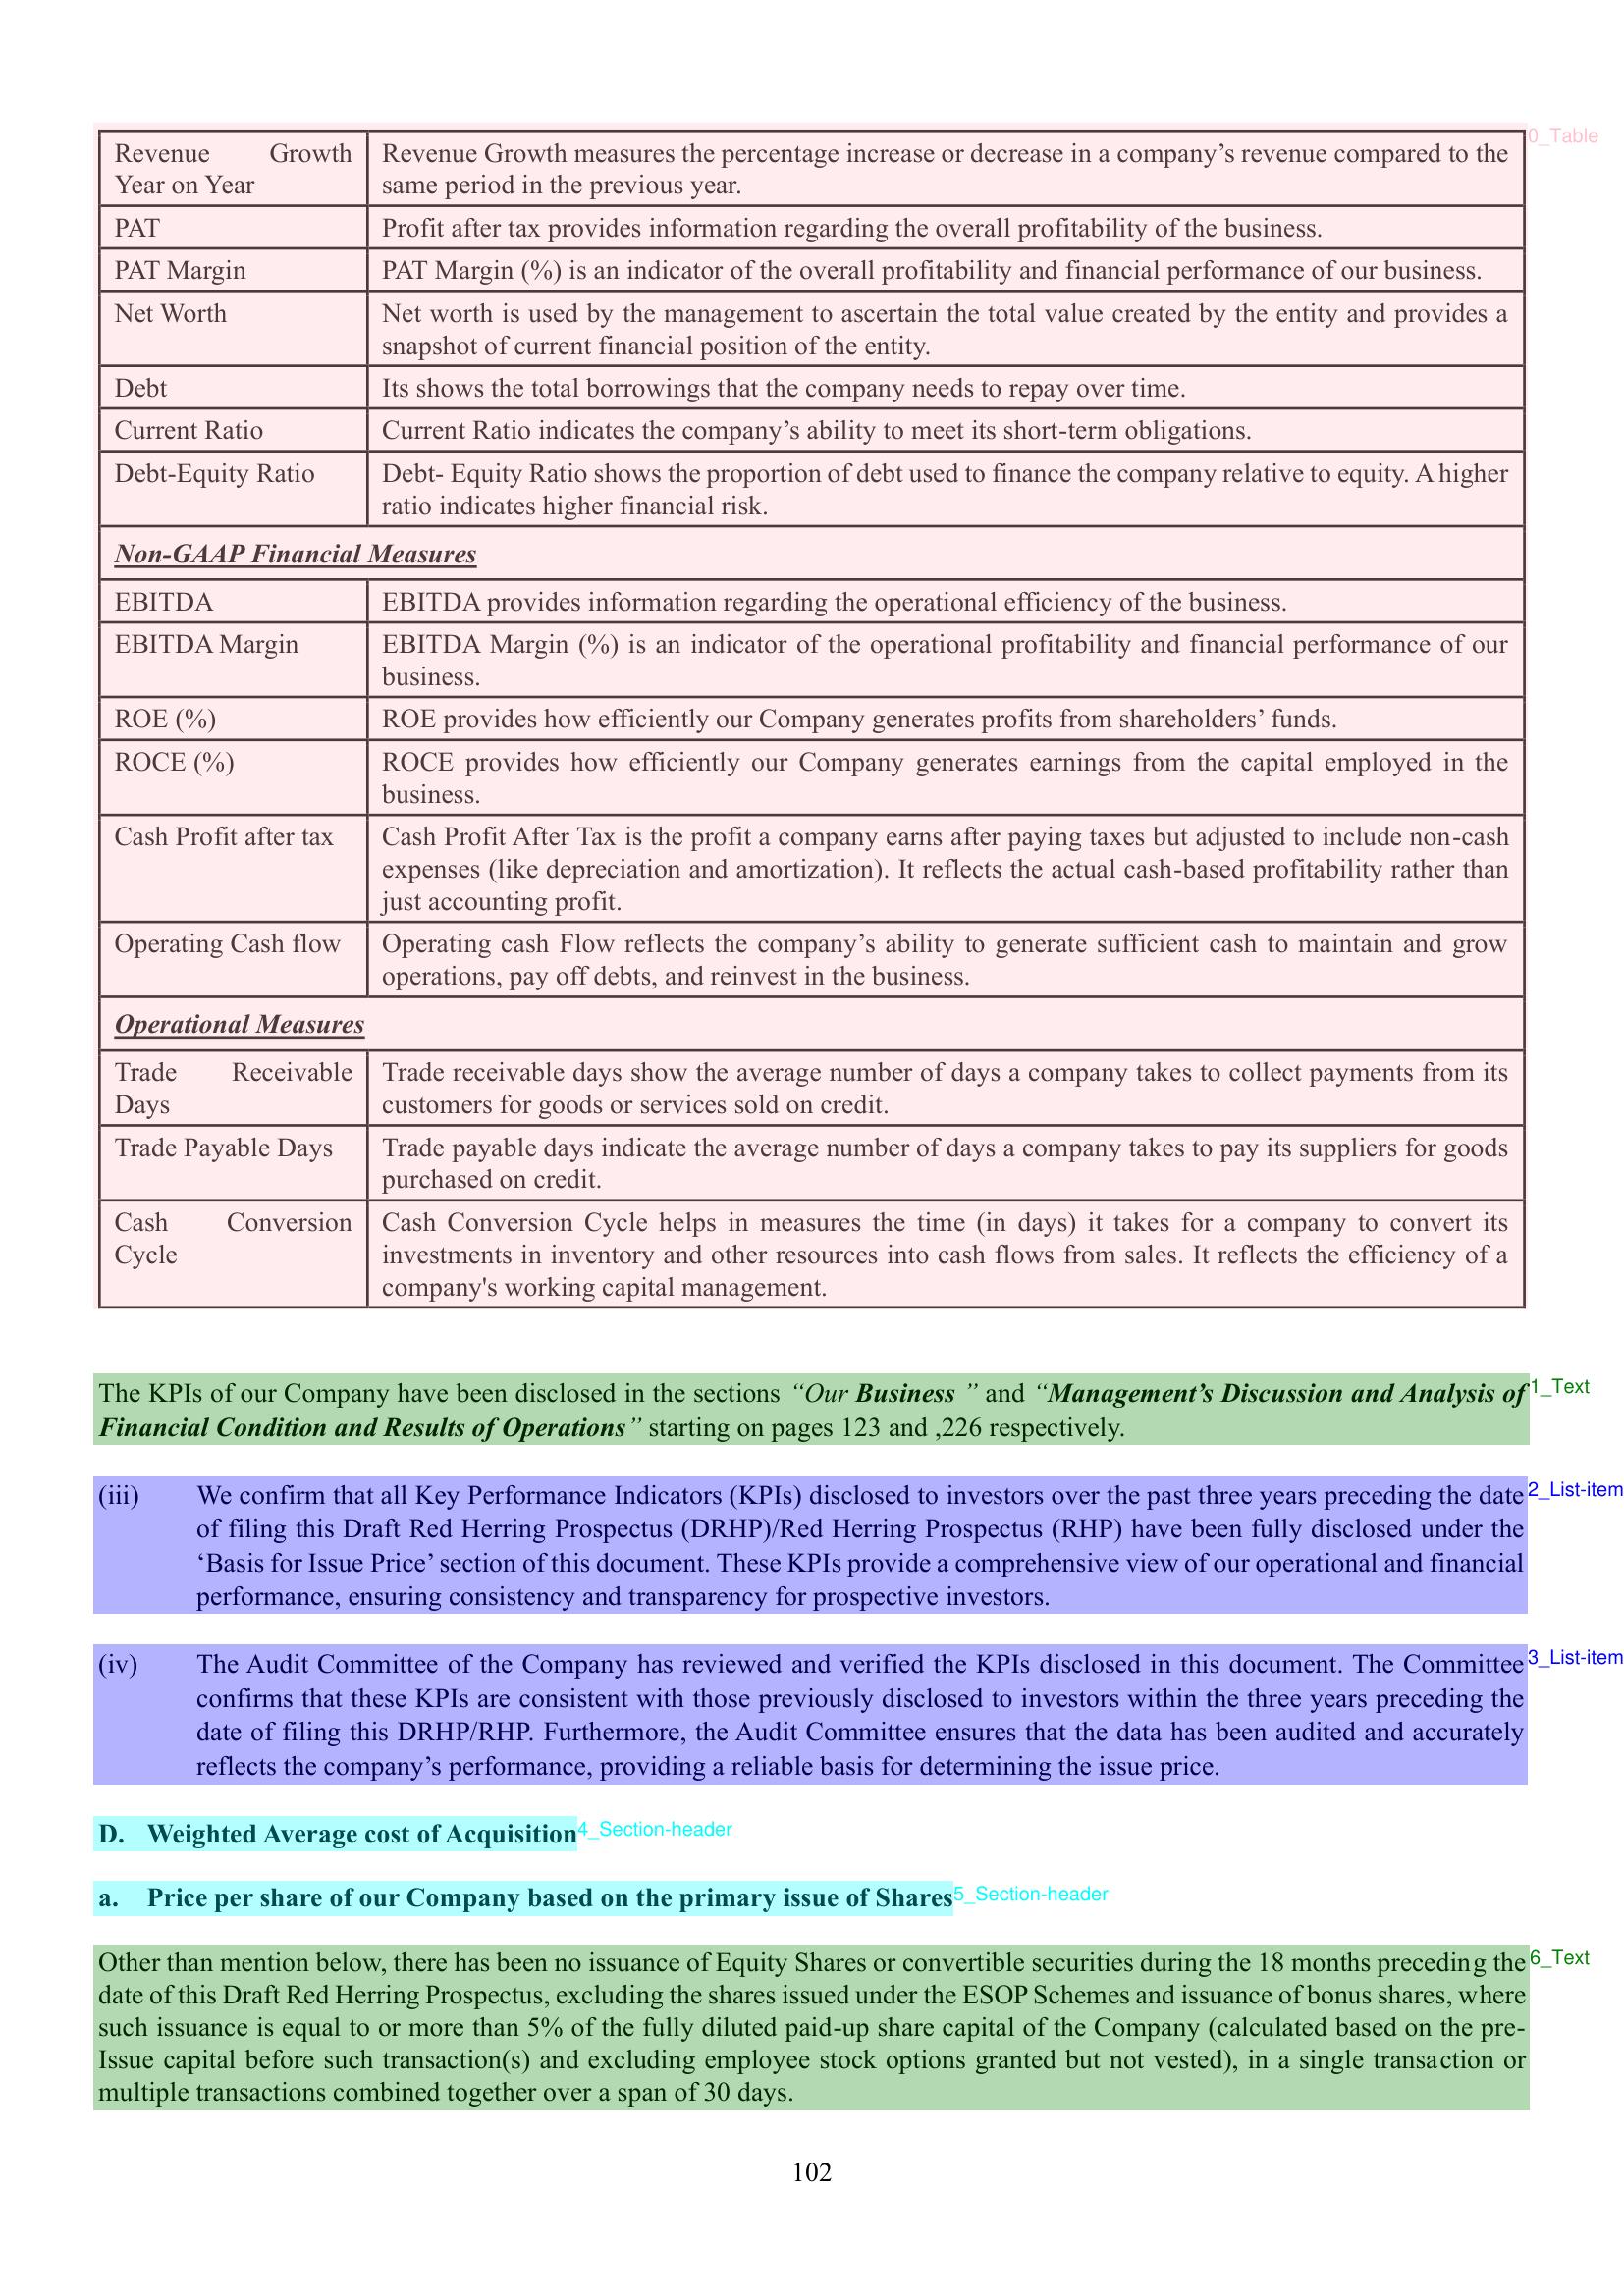 Revenue Growth Year on Year Revenue Growth measures the percentage increase or decrease in a company’s revenue compared to the same period in the previous year.
PAT Profit after tax provides information regarding the overall profitability of the business.
PAT Margin PAT Margin (%) is an indicator of the overall profitability and financial performance of our business.
Net Worth Net worth is used by the management to ascertain the total value created by the entity and provides a snapshot of current financial position of the entity.
Debt Its shows the total borrowings that the company needs to repay over time.
Current Ratio Current Ratio indicates the company’s ability to meet its short-term obligations.
Debt-Equity Ratio Debt- Equity Ratio shows the proportion of debt used to finance the company relative to equity. A higher ratio indicates higher financial risk.
Non-GAAP Financial Measures
EBITDA EBITDA provides information regarding the operational efficiency of the business.
EBITDA Margin EBITDA Margin (%) is an indicator of the operational profitability and financial performance of our business.
ROE (%) ROE provides how efficiently our Company generates profits from shareholders’ funds.
ROCE (%) ROCE provides how efficiently our Company generates earnings from the capital employed in the business.
Cash Profit after tax Cash Profit After Tax is the profit a company earns after paying taxes but adjusted to include non-cash expenses (like depreciation and amortization). It reflects the actual cash-based profitability rather than just accounting profit.
Operating Cash flow Operating cash Flow reflects the company’s ability to generate sufficient cash to maintain and grow operations, pay off debts, and reinvest in the business.
Operational Measures
Trade Receivable Days Trade receivable days show the average number of days a company takes to collect payments from its customers for goods or services sold on credit.
Trade Payable Days Trade payable days indicate the average number of days a company takes to pay its suppliers for goods purchased on credit.
Cash Conversion Cycle Cash Conversion Cycle helps in measures the time (in days) it takes for a company to convert its investments in inventory and other resources into cash flows from sales. It reflects the efficiency of a company's working capital management.
0_Table
The KPIs of our Company have been disclosed in the sections “Our Business ” and “Management’s Discussion and Analysis of
Financial Condition and Results of Operations” starting on pages 123 and ,226 respectively.
1_Text
(iii) We confirm that all Key Performance Indicators (KPIs) disclosed to investors over the past three years preceding the date
of filing this Draft Red Herring Prospectus (DRHP)/Red Herring Prospectus (RHP) have been fully disclosed under the
‘Basis for Issue Price’ section of this document. These KPIs provide a comprehensive view of our operational and financial
performance, ensuring consistency and transparency for prospective investors.
2_List-item
(iv) The Audit Committee of the Company has reviewed and verified the KPIs disclosed in this document. The Committee
confirms that these KPIs are consistent with those previously disclosed to investors within the three years preceding the
date of filing this DRHP/RHP. Furthermore, the Audit Committee ensures that the data has been audited and accurately
reflects the company’s performance, providing a reliable basis for determining the issue price.
3_List-item
D. Weighted Average cost of Acquisition
4_Section-header
a. Price per share of our Company based on the primary issue of Shares
5_Section-header
Other than mention below, there has been no issuance of Equity Shares or convertible securities during the 18 months preceding the
date of this Draft Red Herring Prospectus, excluding the shares issued under the ESOP Schemes and issuance of bonus shares, where
such issuance is equal to or more than 5% of the fully diluted paid-up share capital of the Company (calculated based on the pre-
Issue capital before such transaction(s) and excluding employee stock options granted but not vested), in a single transaction or
multiple transactions combined together over a span of 30 days.
6_Text
102